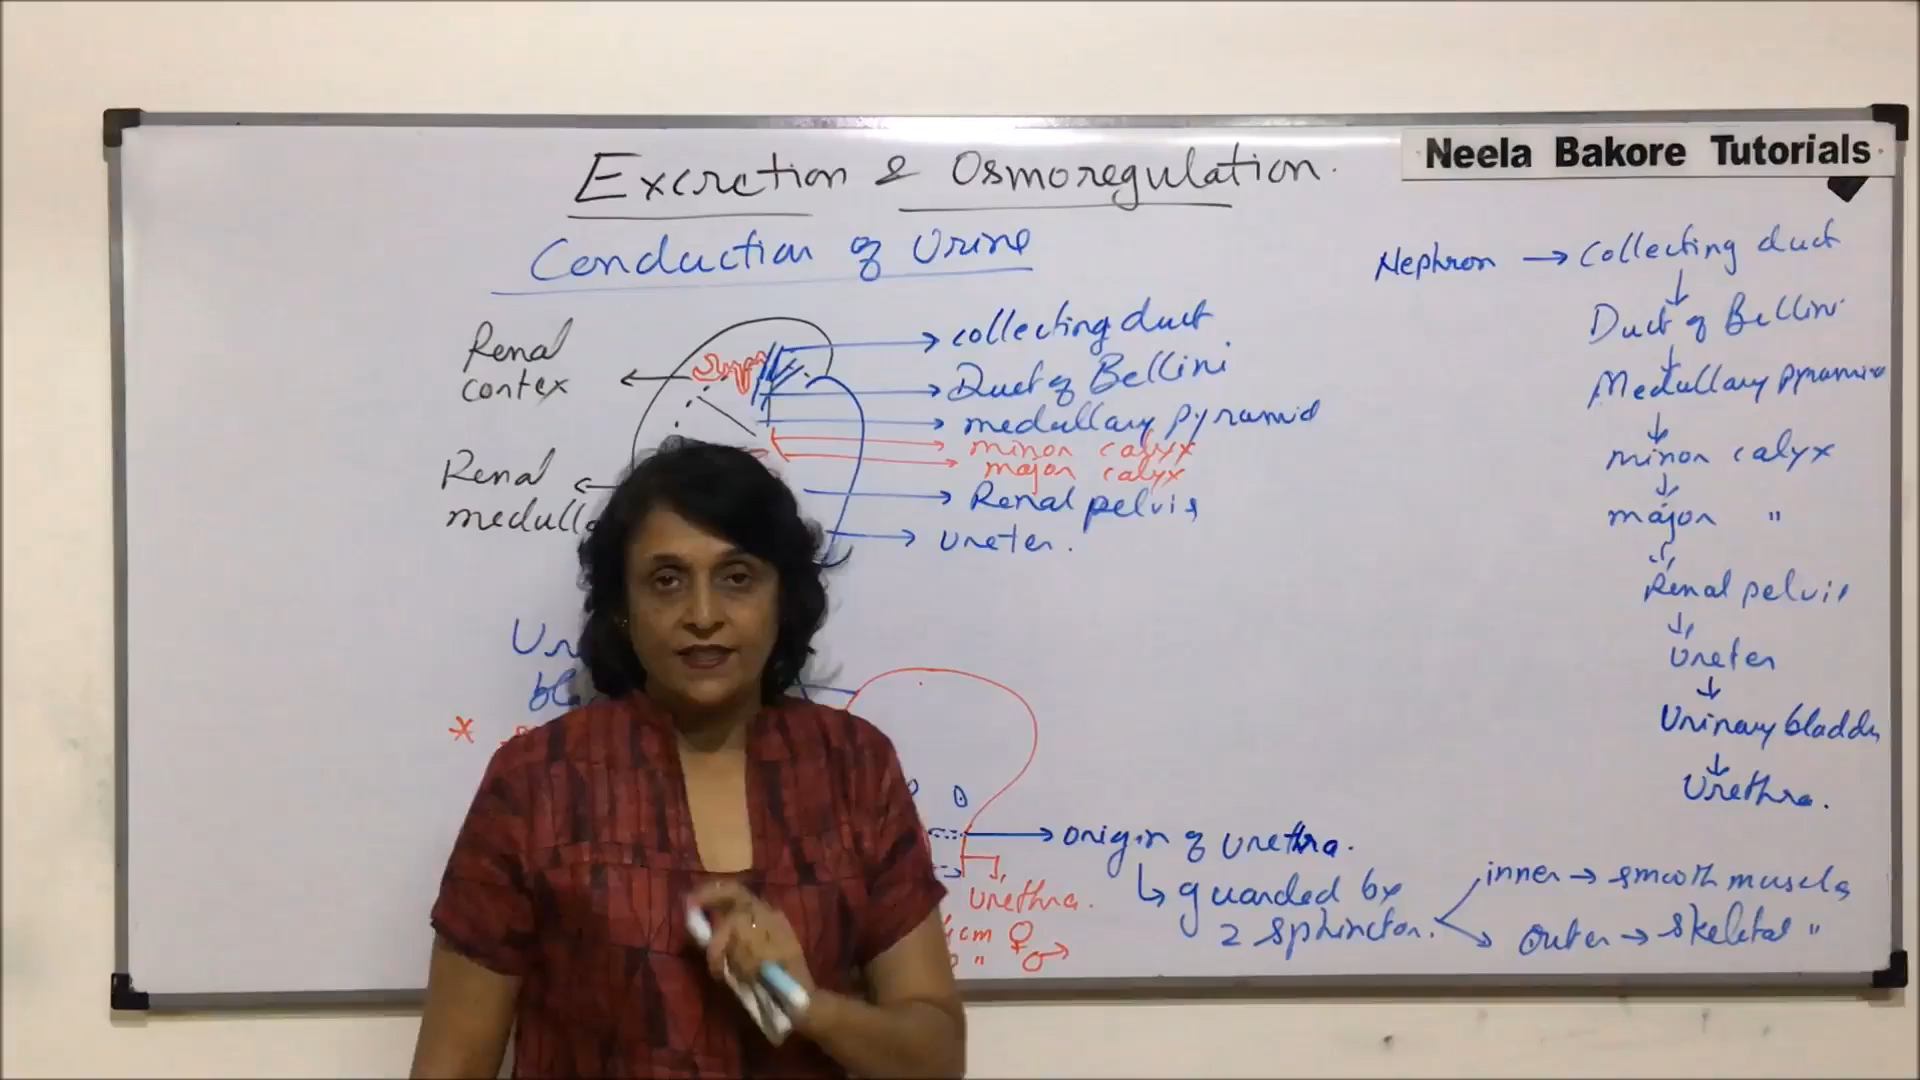 Neela Bakore Tutorials
Excretion & Osmoregulation.
Conduction of Urine
Renal
cortex
Renal
medulla
collecting duct
Duct of Bellini
medullary pyramid
minor calyx
major calyx
Renal pelvis
ureter.
*
origin of urethra.
guarded by
2 sphincter.
inner → smooth muscle
outer → skeletal "
urethra.
cm ♀
" ♂
Nephron → Collecting duct
↓
Duct of Bellini
↓
Medullary pyramid
↓
minor calyx
↓
major "
↓
Renal pelvis
↓
Ureter
↓
Urinary bladder
↓
Urethra.